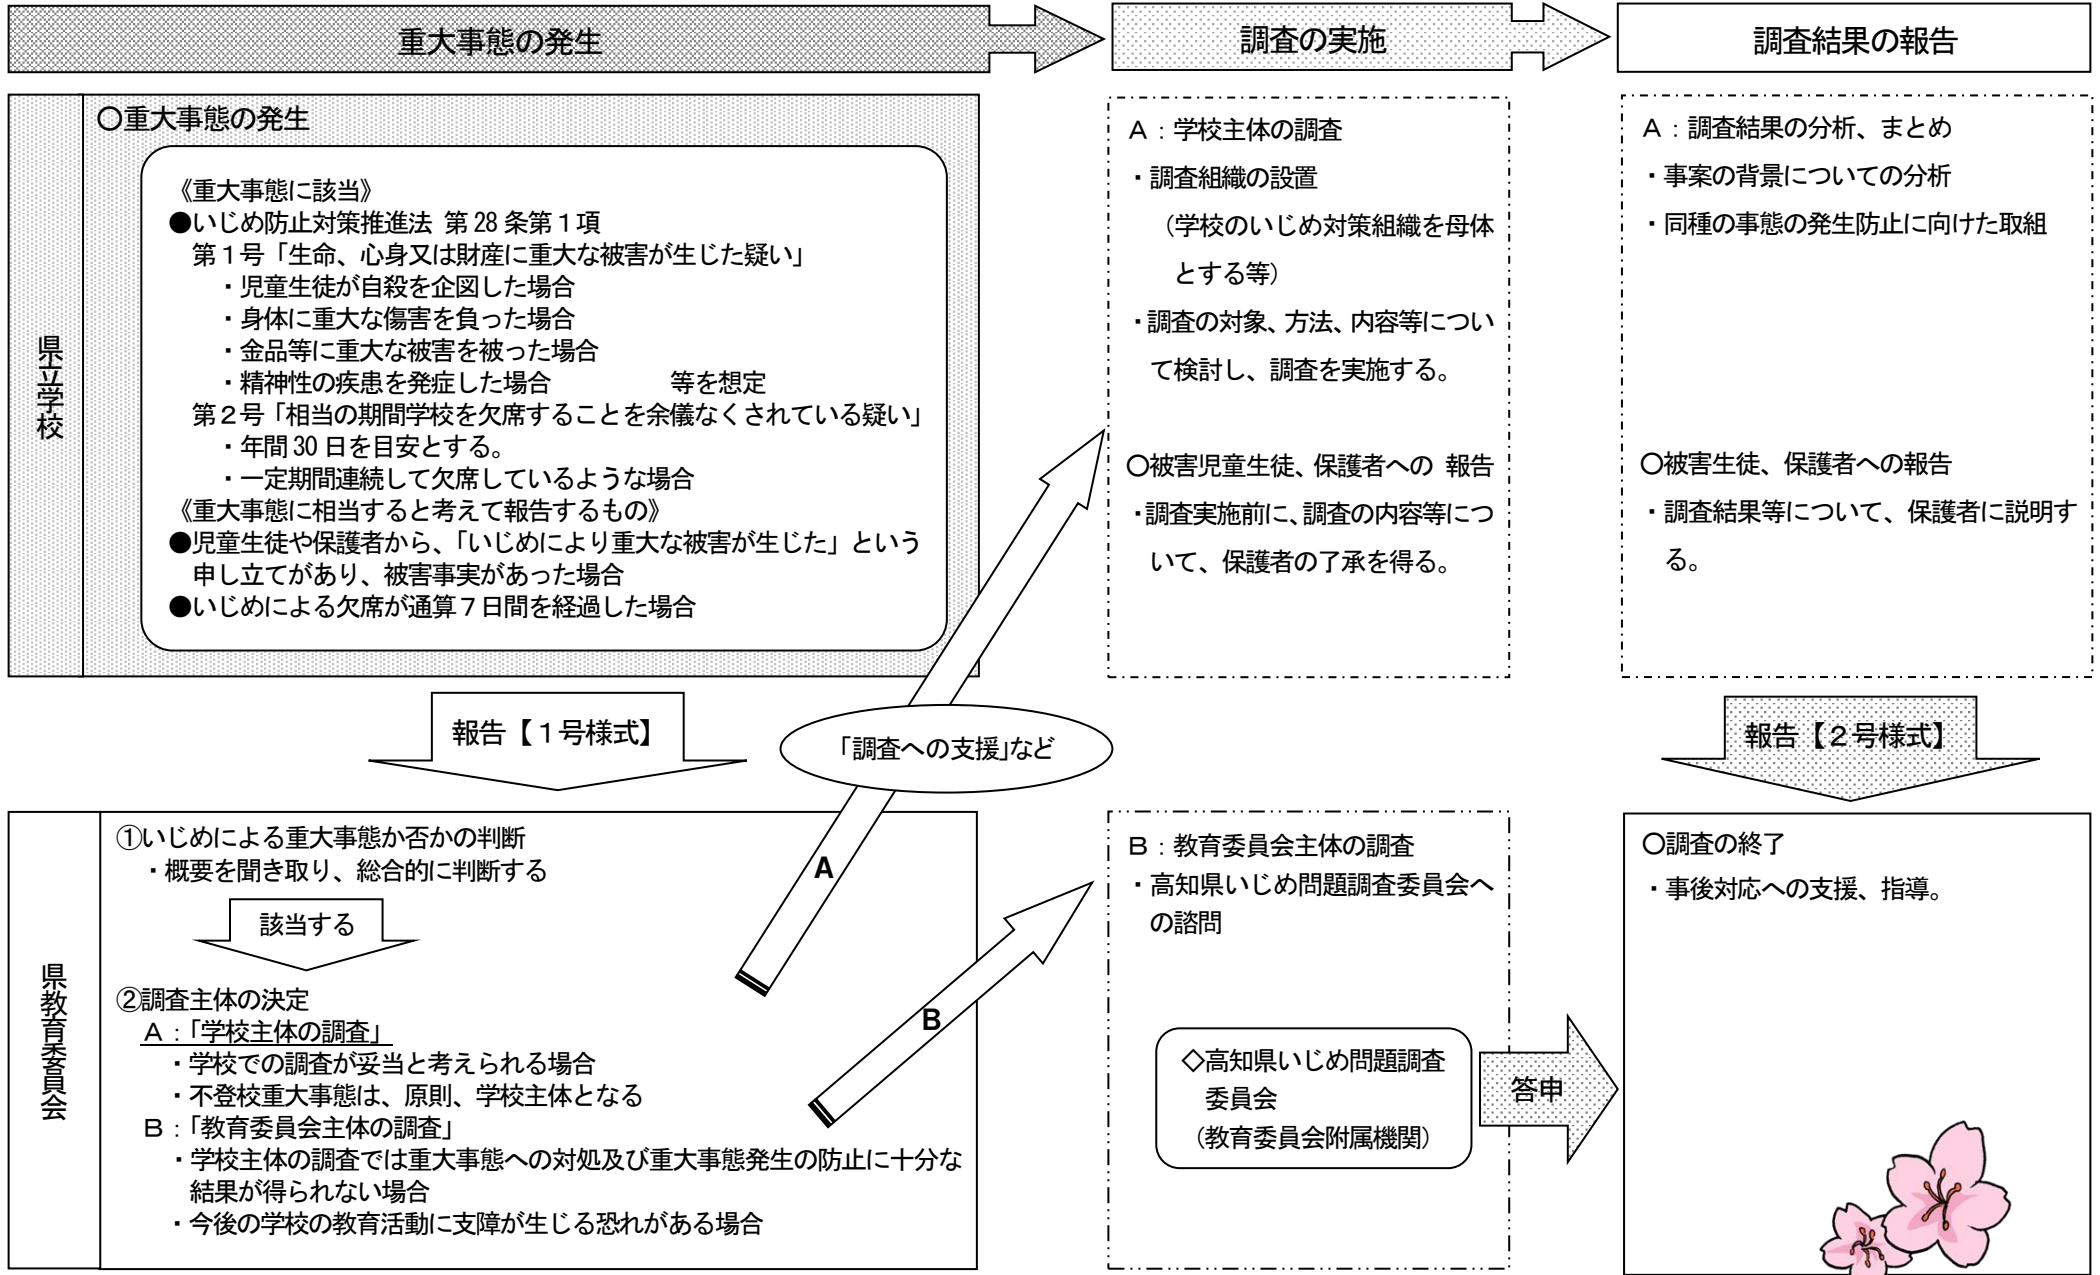 重大事態の発生
調査の実施
調査結果の報告
県立学校
〇重大事態の発生
《重大事態に該当》
●いじめ防止対策推進法 第28条第1項
第1号「生命、心身又は財産に重大な被害が生じた疑い」
・児童生徒が自殺を企図した場合
・身体に重大な傷害を負った場合
・金品等に重大な被害を被った場合
・精神性の疾患を発症した場合 等を想定
第2号「相当の期間学校を欠席することを余儀なくされている疑い」
・年間30日を目安とする。
・一定期間連続して欠席しているような場合
《重大事態に相当すると考えて報告するもの》
●児童生徒や保護者から、「いじめにより重大な被害が生じた」という
申し立てがあり、被害事実があった場合
●いじめによる欠席が通算7日間を経過した場合
A:学校主体の調査
・調査組織の設置
(学校のいじめ対策組織を母体
とする等)
・調査の対象、方法、内容等につい
て検討し、調査を実施する。
〇被害児童生徒、保護者への 報告
・調査実施前に、調査の内容等につ
いて、保護者の了承を得る。
A:調査結果の分析、まとめ
・事案の背景についての分析
・同種の事態の発生防止に向けた取組
〇被害生徒、保護者への報告
・調査結果等について、保護者に説明す
る。
報告【1号様式】
「調査への支援」など
報告【2号様式】
県教育委員会
①いじめによる重大事態か否かの判断
・概要を聞き取り、総合的に判断する
該当する
②調査主体の決定
A:「学校主体の調査」
・学校での調査が妥当と考えられる場合
・不登校重大事態は、原則、学校主体となる
B:「教育委員会主体の調査」
・学校主体の調査では重大事態への対処及び重大事態発生の防止に十分な
結果が得られない場合
・今後の学校の教育活動に支障が生じる恐れがある場合
A
B
B:教育委員会主体の調査
・高知県いじめ問題調査委員会へ
の諮問
◇高知県いじめ問題調査
委員会
(教育委員会附属機関)
答申
〇調査の終了
・事後対応への支援、指導。